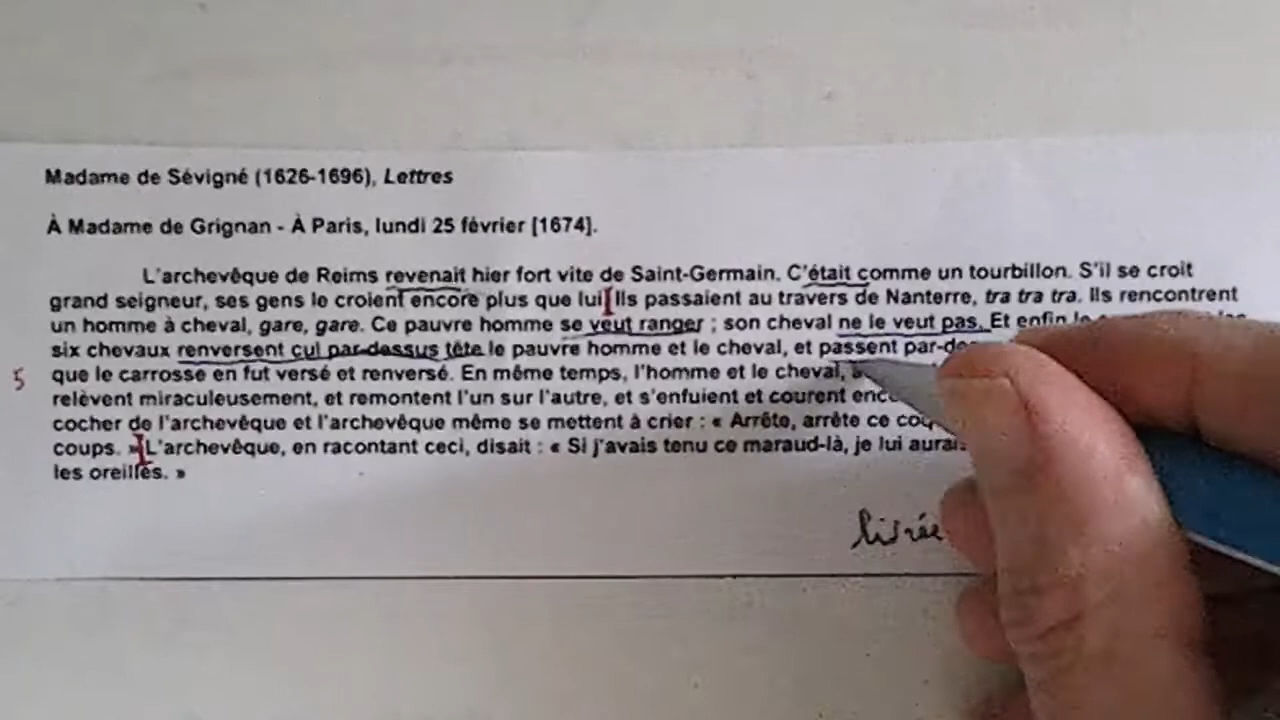 Madame de Sévigné (1626-1696), Lettres
À Madame de Grignan - À Paris, lundi 25 février [1674].
L'archevêque de Reims revenait hier fort vite de Saint-Germain. C'était comme un tourbillon. S'il se croit
grand seigneur, ses gens le croient encore plus que lui. Ils passaient au travers de Nanterre, tra tra tra. Ils rencontrent
un homme à cheval, gare, gare. Ce pauvre homme se veut ranger ; son cheval ne le veut pas. Et enfin
six chevaux renversent cul par-dessus tête le pauvre homme et le cheval, et passent
5 que le carrosse en fut versé et renversé. En même temps, l'homme et le cheval,
relèvent miraculeusement, et remontent l'un sur l'autre, et s'enfuient et courent
cocher de l'archevêque et l'archevêque même se mettent à crier : « Arrête, arrête ce
coups. » L'archevêque, en racontant ceci, disait : « Si j'avais tenu ce maraud-là, je lui
les oreilles. »